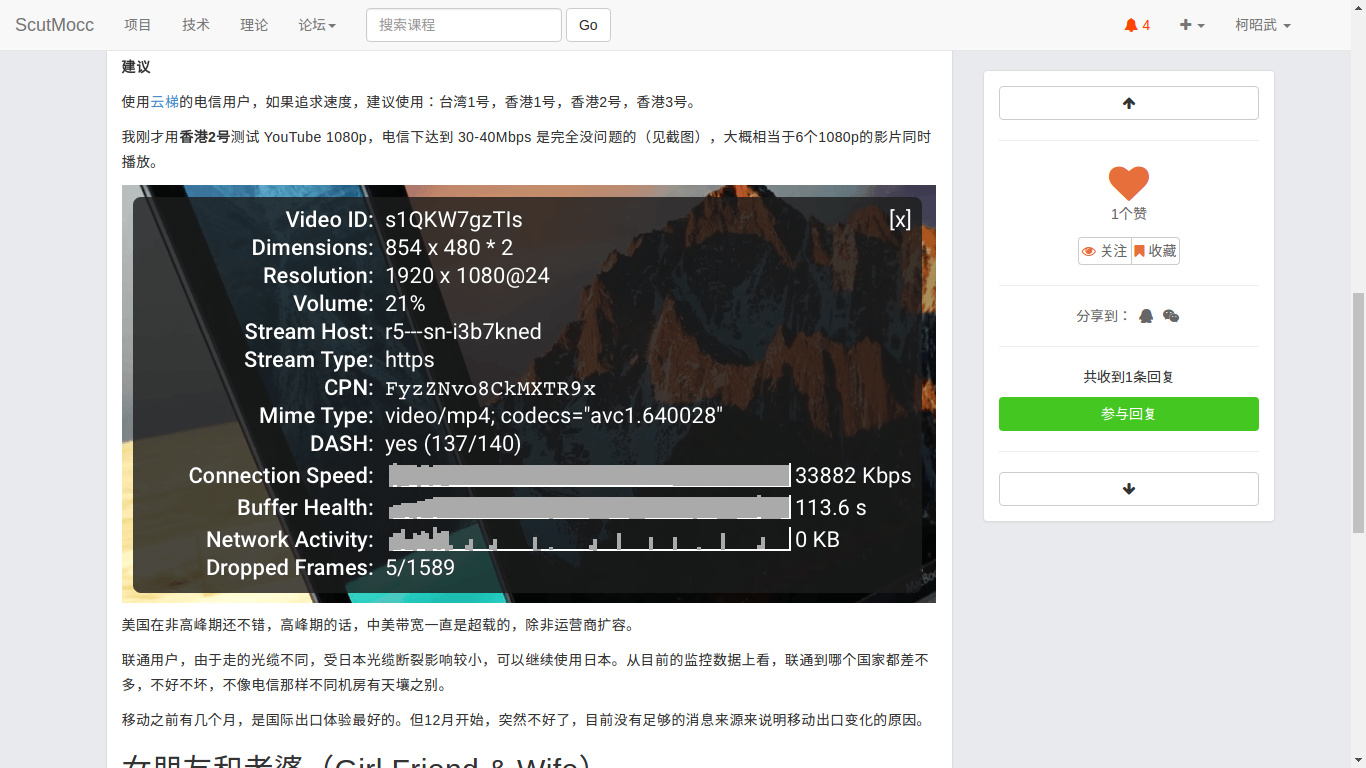 ScutMocc 项目 技术 理论 论坛 搜索课程 Go 4 柯昭武
建议
使用云梯的电信用户，如果追求速度，建议使用：台湾1号，香港1号，香港2号，香港3号。
我刚才用香港2号测试 YouTube 1080p，电信下达到 30-40Mbps 是完全没问题的（见截图），大概相当于6个1080p的影片同时
播放。
Video ID: s1QKW7gzTIs [x]
Dimensions: 854 x 480 * 2
Resolution: 1920 x 1080@24
Volume: 21%
Stream Host: r5---sn-i3b7kned
Stream Type: https
CPN: FyzZNvo8CkMXTR9x
Mime Type: video/mp4; codecs="avc1.640028"
DASH: yes (137/140)
Connection Speed: 33882 Kbps
Buffer Health: 113.6 s
Network Activity: 0 KB
Dropped Frames: 5/1589
美国在非高峰期还不错，高峰期的话，中美带宽一直是超载的，除非运营商扩容。
联通用户，由于走的光缆不同，受日本光缆断裂影响较小，可以继续使用日本。从目前的监控数据上看，联通到哪个国家都差不
多，不好不坏，不像电信那样不同机房有天壤之别。
移动之前有几个月，是国际出口体验最好的。但12月开始，突然不好了，目前没有足够的消息来源来说明移动出口变化的原因。
女朋友和老婆（Girl Friend & Wife）
1个赞
关注 收藏
分享到：
共收到1条回复
参与回复